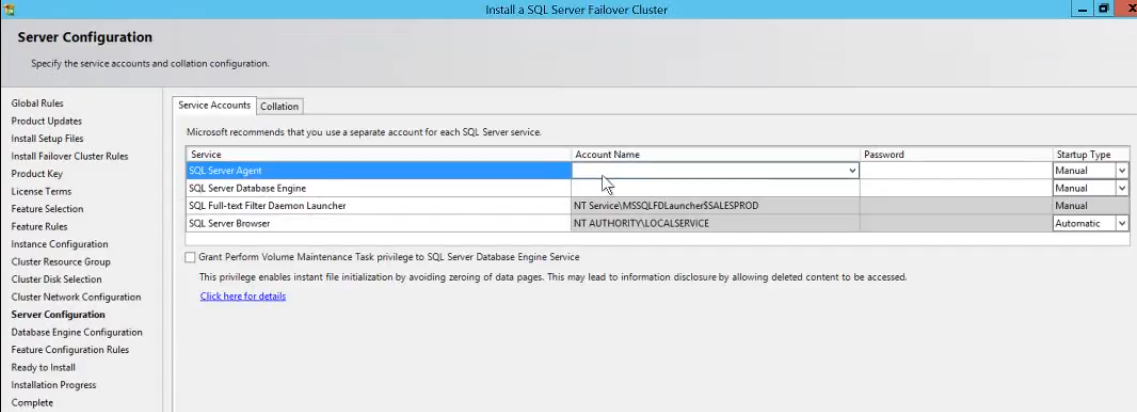 Install a SQL Server Failover Cluster
Server Configuration
Specify the service accounts and collation configuration.
Global Rules
Product Updates
Install Setup Files
Install Failover Cluster Rules
Product Key
License Terms
Feature Selection
Feature Rules
Instance Configuration
Cluster Resource Group
Cluster Disk Selection
Cluster Network Configuration
Server Configuration
Database Engine Configuration
Feature Configuration Rules
Ready to Install
Installation Progress
Complete
Service Accounts Collation
Microsoft recommends that you use a separate account for each SQL Server service.
Service Account Name Password Startup Type
SQL Server Agent Manual
SQL Server Database Engine Manual
SQL Full-text Filter Daemon Launcher NT Service\MSSQLFDLauncher$SALESPROD Manual
SQL Server Browser NT AUTHORITY\LOCALSERVICE Automatic
Grant Perform Volume Maintenance Task privilege to SQL Server Database Engine Service
This privilege enables instant file initialization by avoiding zeroing of data pages. This may lead to information disclosure by allowing deleted content to be accessed.
Click here for details